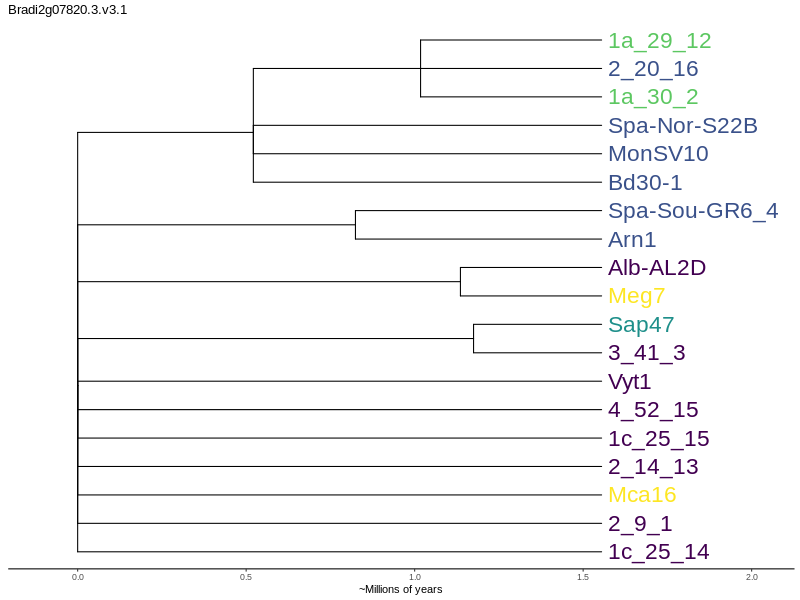 Bradi2g07820.3.v3.1
1a_29_12
2_20_16
1a_30_2
Spa-Nor-S22B
MonSV10
Bd30-1
Spa-Sou-GR6_4
Arn1
Alb-AL2D
Meg7
Sap47
3_41_3
Vyt1
4_52_15
1c_25_15
2_14_13
Mca16
2_9_1
1c_25_14
0.0 0.5 1.0 1.5 2.0
~Millions of years